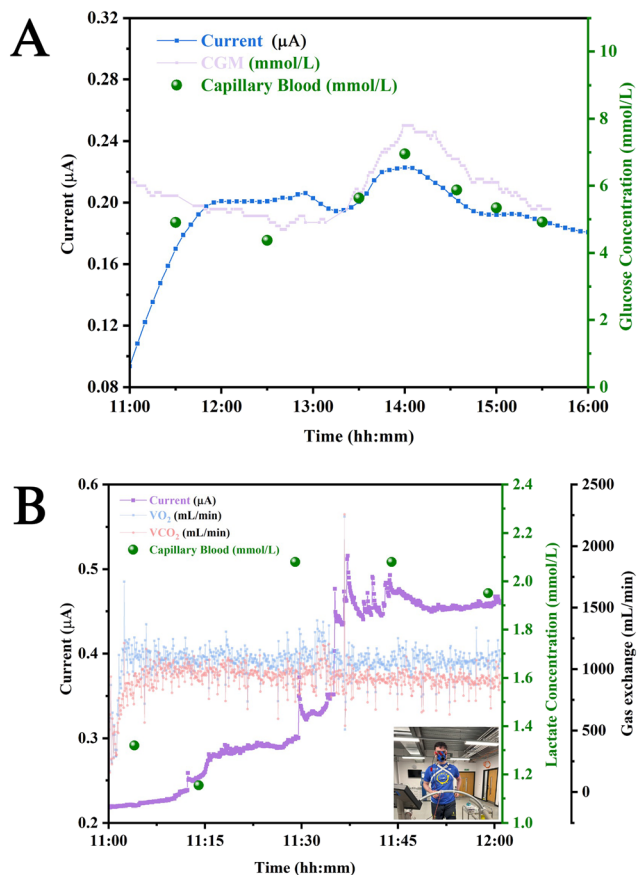 A
Current (μA)
CGM (mmol/L)
Capillary Blood (mmol/L)
0.32
0.28
0.24
0.20
0.16
0.12
0.08
Current (μA)
10
8
6
4
2
0
Glucose Concentration (mmol/L)
11:00 12:00 13:00 14:00 15:00 16:00
Time (hh:mm)
B
Current (μA)
VO2 (mL/min)
VCO2 (mL/min)
Capillary Blood (mmol/L)
0.6
0.5
0.4
0.3
0.2
Current (μA)
2.4
2.2
2.0
1.8
1.6
1.4
1.2
1.0
Lactate Concentration (mmol/L)
2500
2000
1500
1000
500
0
Gas exchange (mL/min)
11:00 11:15 11:30 11:45 12:00
Time (hh:mm)